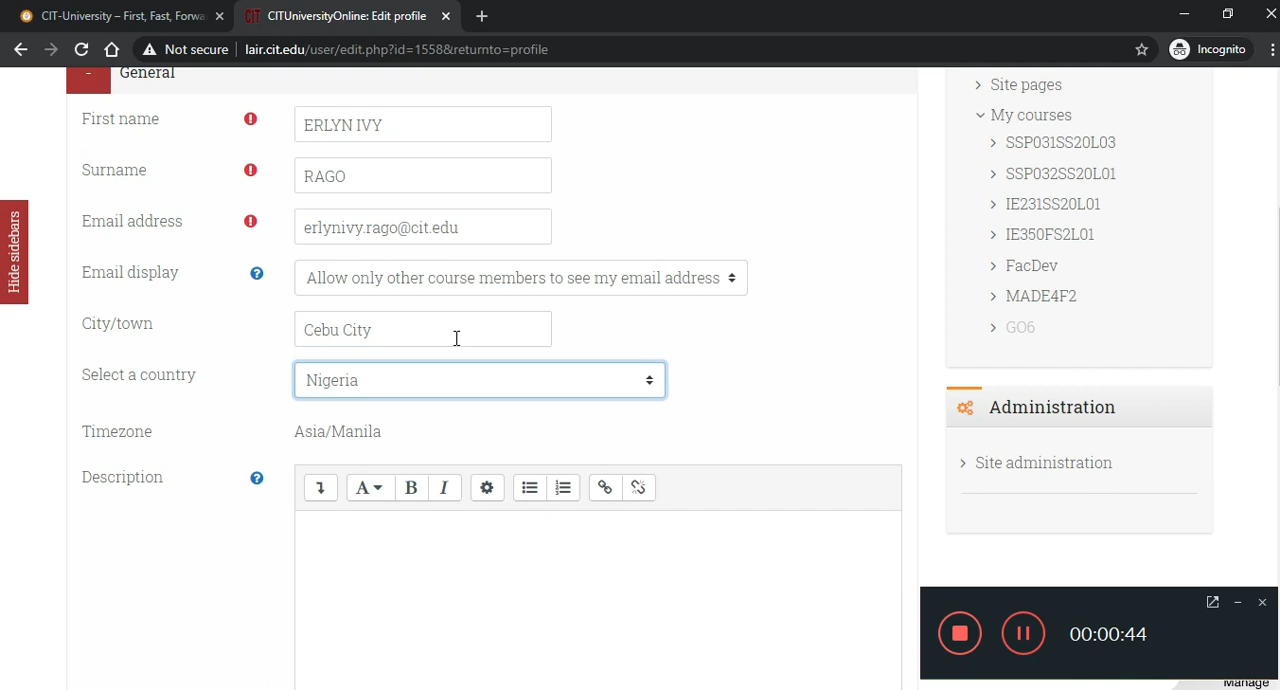 CIT-University – First, Fast, Forwa
CITUniversityOnline: Edit profile
Not secure
lair.cit.edu/user/edit.php?id=1558&returnto=profile
Incognito
- General
First name
ERLYN IVY
Surname
RAGO
Email address
erlynivy.rago@cit.edu
Email display
Allow only other course members to see my email address
City/town
Cebu City
Select a country
Nigeria
Timezone
Asia/Manila
Description
A B I
Hide sidebars
Site pages
My courses
SSP031SS20L03
SSP032SS20L01
IE231SS20L01
IE350FS2L01
FacDev
MADE4F2
GO6
Administration
Site administration
00:00:44
Manage